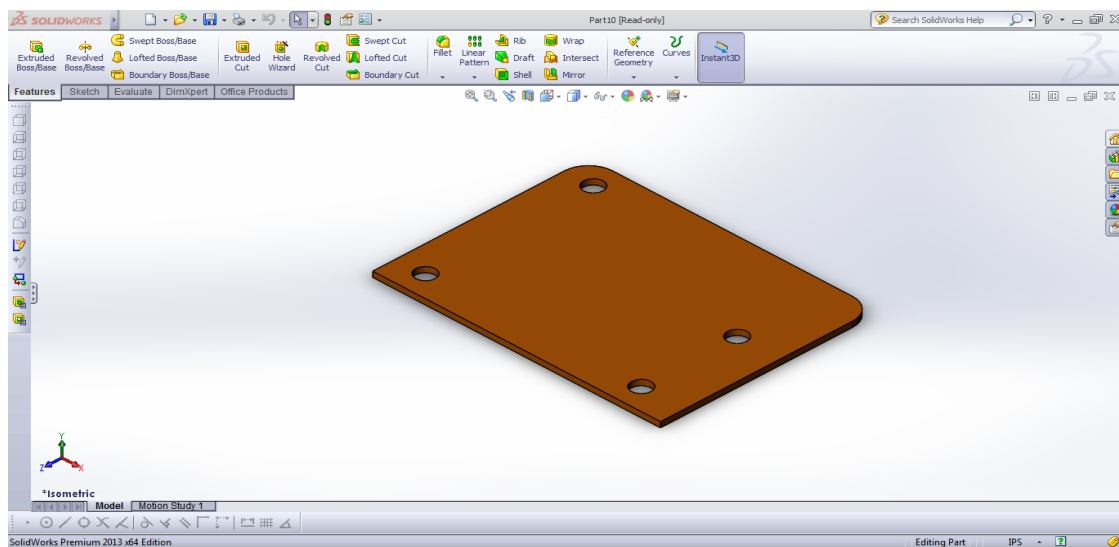 SOLIDWORKS Part10 [Read-only] Search SolidWorks Help
Extruded Boss/Base
Revolved Boss/Base
Swept Boss/Base
Lofted Boss/Base
Boundary Boss/Base
Extruded Cut
Hole Wizard
Revolved Cut
Swept Cut
Lofted Cut
Boundary Cut
Fillet
Linear Pattern
Rib
Draft
Shell
Wrap
Intersect
Mirror
Reference Geometry
Curves
Instant3D
Features Sketch Evaluate DimXpert Office Products
Y
Z X
*Isometric
Model Motion Study 1
SolidWorks Premium 2013 x64 Edition Editing Part IPS